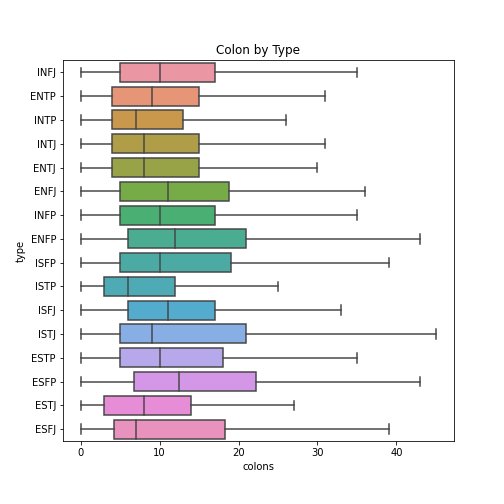 Colon by Type
INFJ
ENTP
INTP
INTJ
ENTJ
ENFJ
INFP
ENFP
ISFP
ISTP
ISFJ
ISTJ
ESTP
ESFP
ESTJ
ESFJ
type
0 10 20 30 40
colons